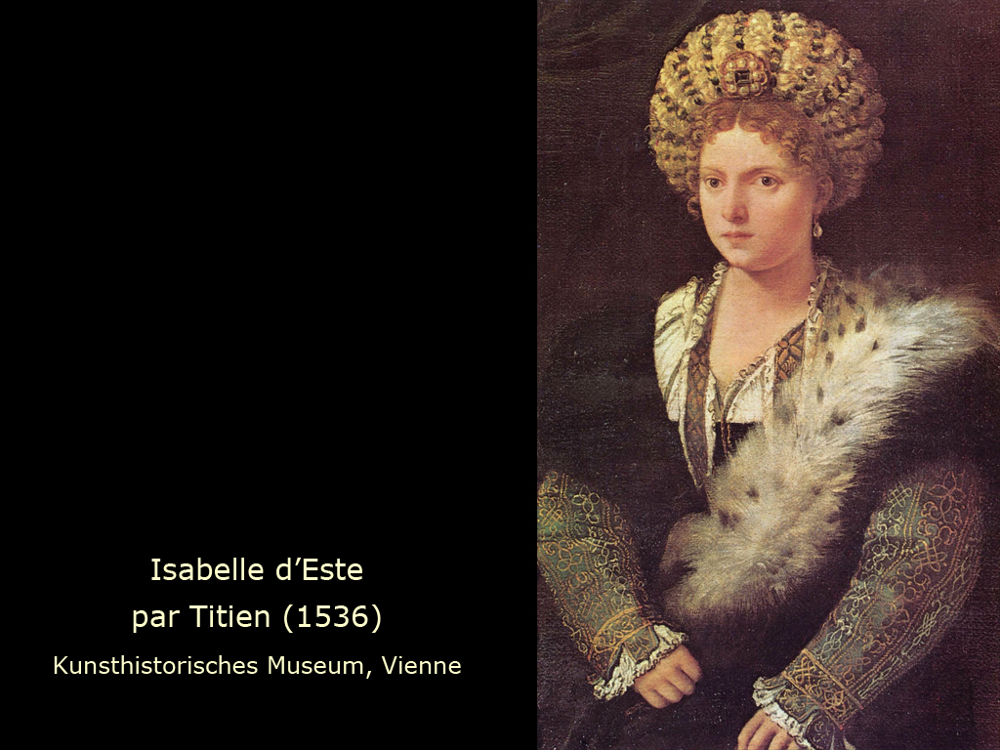 Isabelle d’Este
par Titien (1536)
Kunsthistorisches Museum, Vienne